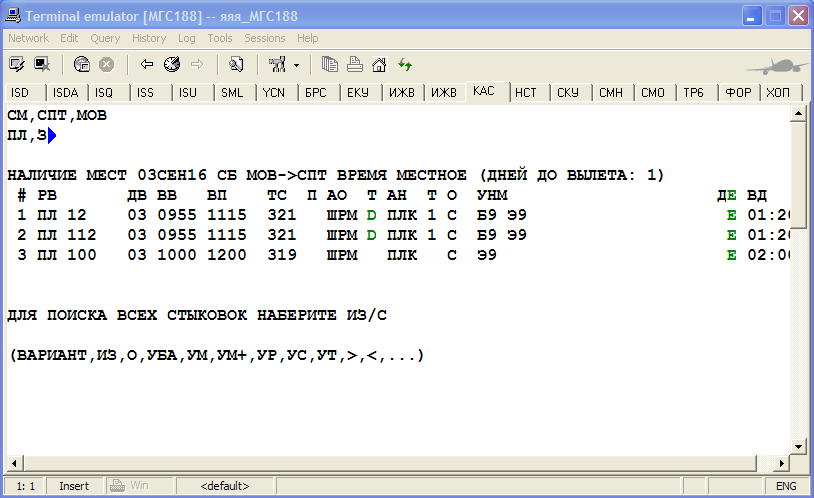 Terminal emulator [МГС188] -- яяя_МГС188
Network Edit Query History Log Tools Sessions Help
ISD ISDA ISQ ISS ISU SML YCN БРС ЕКУ ИЖВ ИЖВ КАС НСТ СКУ СМН СМО ТРБ ФОР ХОП
СМ,СПТ,МОВ
ПЛ,З
НАЛИЧИЕ МЕСТ 03СЕН16 СБ МОВ->СПТ ВРЕМЯ МЕСТНОЕ (ДНЕЙ ДО ВЫЛЕТА: 1)
# РВ ДВ ВВ ВП ТС П АО Т АН Т О УНМ ДЕ ВД
1 ПЛ 12 03 0955 1115 321 ШРМ D ПЛК 1 С Б9 Э9 Е 01:20
2 ПЛ 112 03 0955 1115 321 ШРМ D ПЛК 1 С Б9 Э9 Е 01:20
3 ПЛ 100 03 1000 1200 319 ШРМ ПЛК С Э9 Е 02:00
ДЛЯ ПОИСКА ВСЕХ СТЫКОВОК НАБЕРИТЕ ИЗ/С
(ВАРИАНТ,ИЗ,О,УБА,УМ,УМ+,УР,УС,УТ,>,<,...)
1: 1 Insert Win <default> ENG